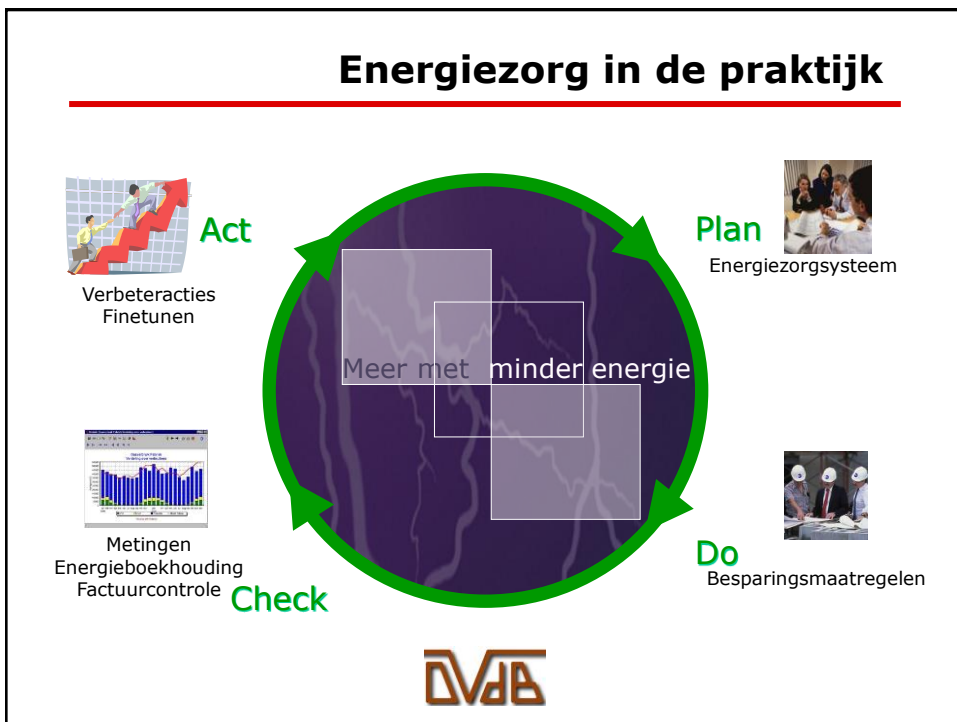 Energiezorg in de praktijk
Act
Verbeteracties
Finetunen
Plan
Energiezorgsysteem
Meer met minder energie
Metingen
Energieboekhouding
Factuurcontrole
Check
Do
Besparingsmaatregelen
DVdB